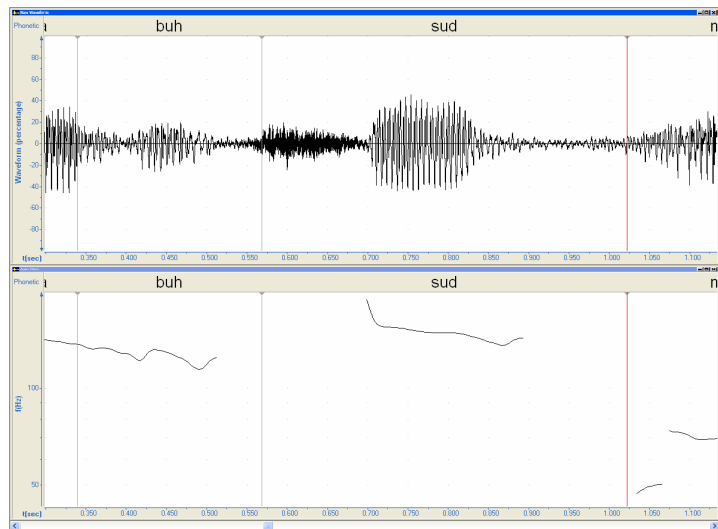 Raw Waveform
Phonetic a buh sud n
80
60
40
20
0
-20
-40
-60
-80
Waveform (percentage)
t(sec) 0.350 0.400 0.450 0.500 0.550 0.600 0.650 0.700 0.750 0.800 0.850 0.900 0.950 1.000 1.050 1.100
Phonetic a buh sud n
100
50
f(Hz)
t(sec) 0.350 0.400 0.450 0.500 0.550 0.600 0.650 0.700 0.750 0.800 0.850 0.900 0.950 1.000 1.050 1.100